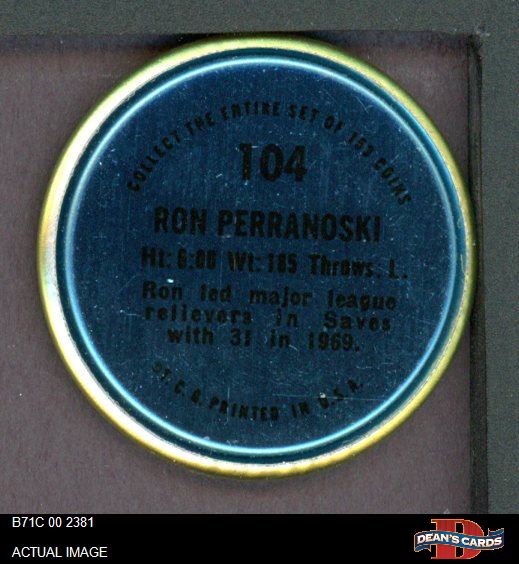 COLLECT THE ENTIRE SET OF 153 COINS
104
RON PERRANOSKI
Ht: 6:00 Wt: 185 Throws: L.
Ron led major league
relievers in Saves
with 31 in 1969.
©T.C.G. PRINTED IN U.S.A.
B71C 00 2381
ACTUAL IMAGE
D
DEAN'S CARDS